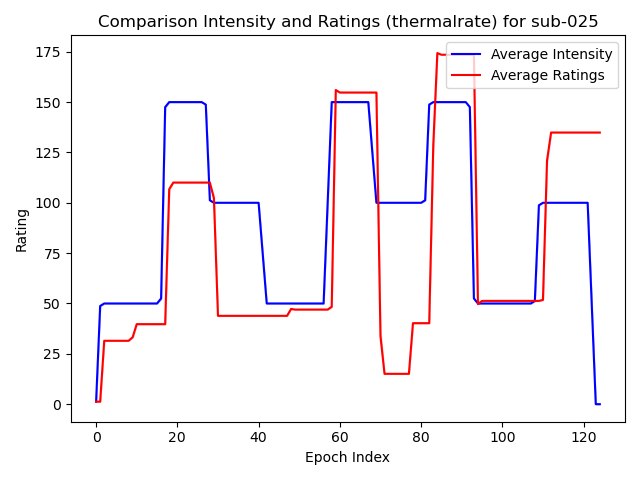 Comparison Intensity and Ratings (thermalrate) for sub-025
Average Intensity
Average Ratings
175
150
125
100
75
50
25
0
Rating
0 20 40 60 80 100 120
Epoch Index